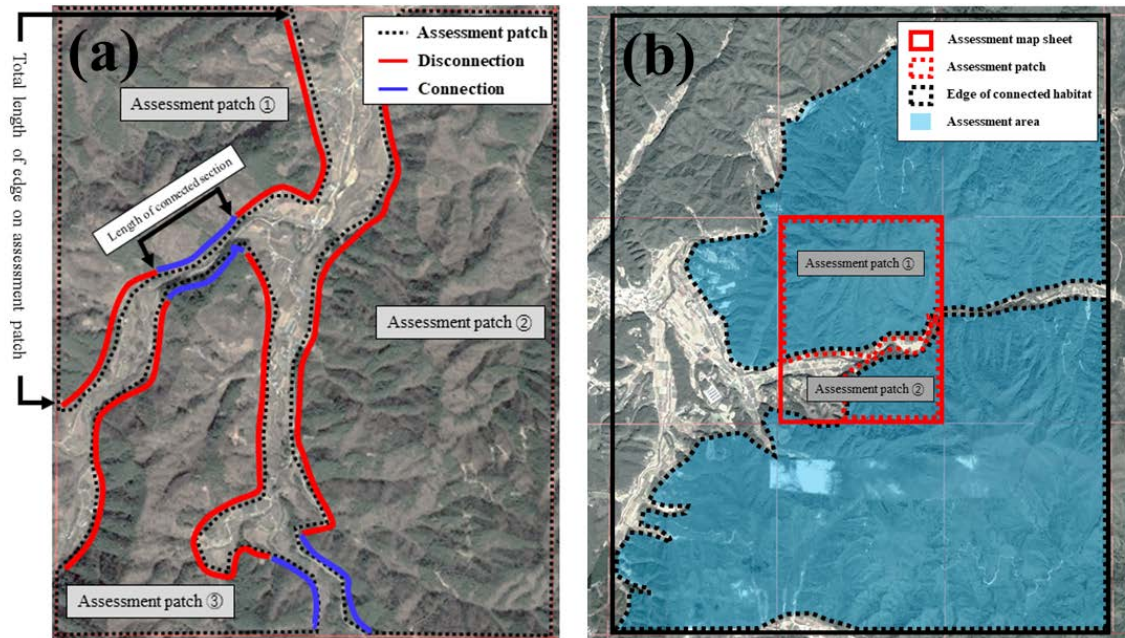 (a)
Assessment patch
Disconnection
Connection
Total length of edge on assessment patch
Assessment patch ①
Length of connected section
Assessment patch ②
Assessment patch ③
(b)
Assessment map sheet
Assessment patch
Edge of connected habitat
Assessment area
Assessment patch ①
Assessment patch ②